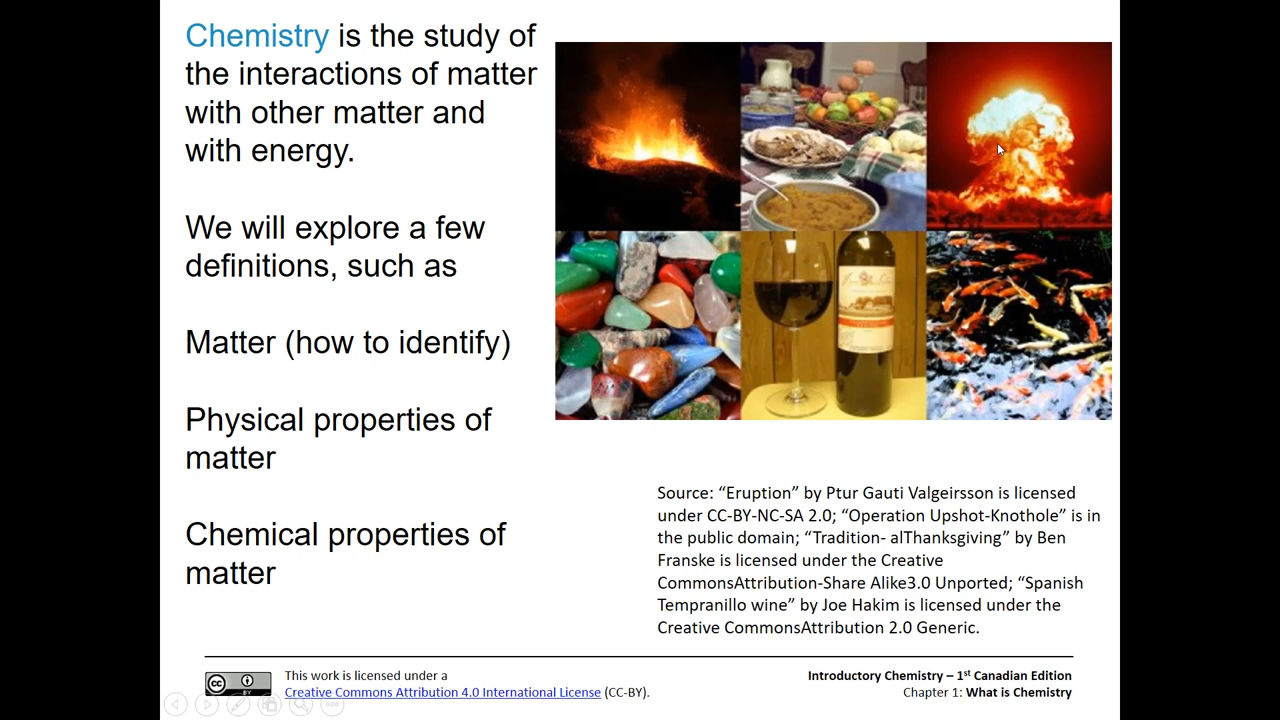 Chemistry is the study of
the interactions of matter
with other matter and
with energy.
We will explore a few
definitions, such as
Matter (how to identify)
Physical properties of
matter
Chemical properties of
matter
Source: “Eruption” by Ptur Gauti Valgeirsson is licensed
under CC-BY-NC-SA 2.0; “Operation Upshot-Knothole” is in
the public domain; “Tradition- alThanksgiving” by Ben
Franske is licensed under the Creative
CommonsAttribution-Share Alike3.0 Unported; “Spanish
Tempranillo wine” by Joe Hakim is licensed under the
Creative CommonsAttribution 2.0 Generic.
cc BY
This work is licensed under a
Creative Commons Attribution 4.0 International License (CC-BY).
Introductory Chemistry – 1st Canadian Edition
Chapter 1: What is Chemistry